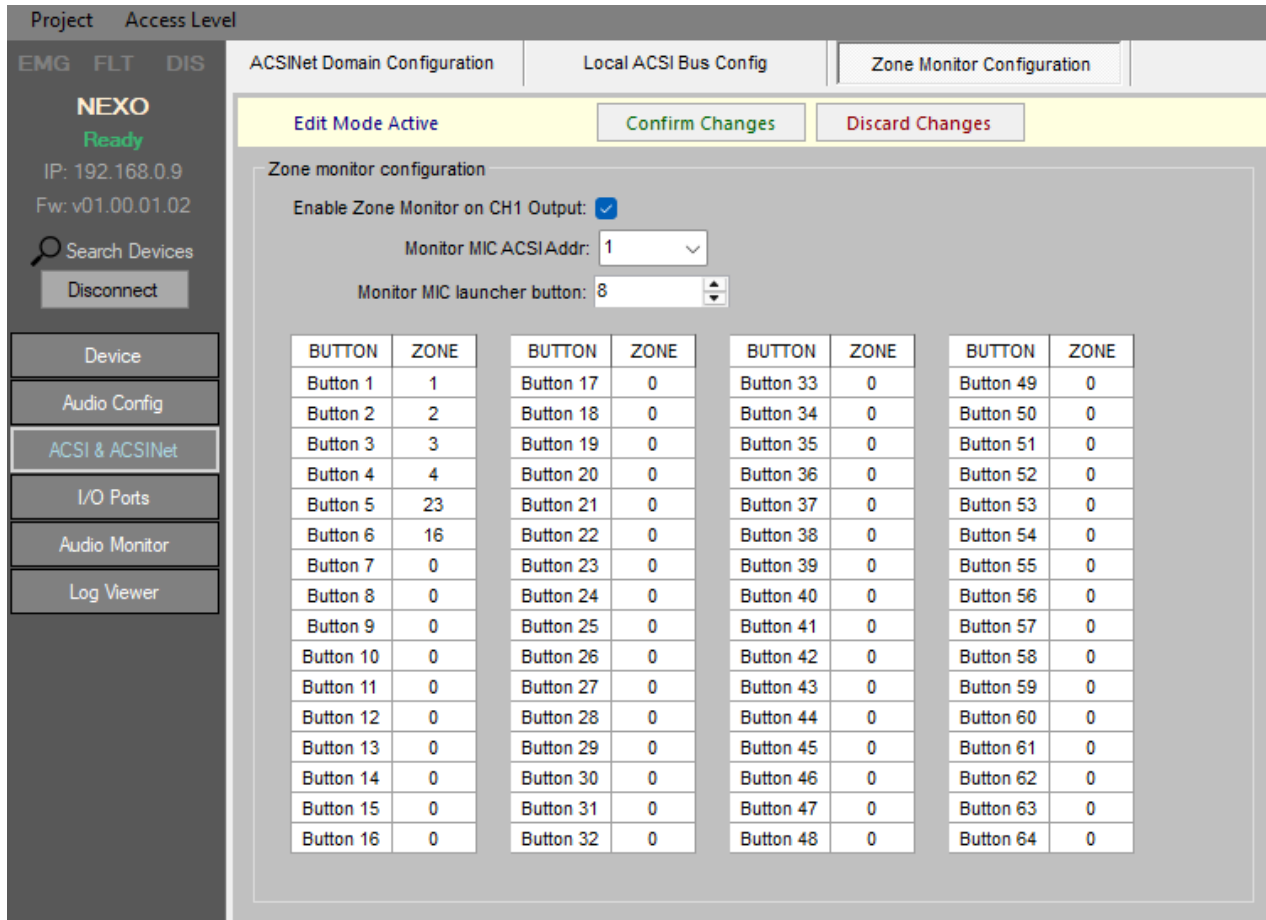 Project Access Level
EMG FLT DIS
NEXO
Ready
IP: 192.168.0.9
Fw: v01.00.01.02
Search Devices
Disconnect
Device
Audio Config
ACSI & ACSINet
I/O Ports
Audio Monitor
Log Viewer
ACSINet Domain Configuration Local ACSI Bus Config Zone Monitor Configuration
Edit Mode Active Confirm Changes Discard Changes
Zone monitor configuration
Enable Zone Monitor on CH1 Output:
Monitor MIC ACSI Addr: 1
Monitor MIC launcher button: 8
BUTTON ZONE BUTTON ZONE BUTTON ZONE BUTTON ZONE
Button 1 1 Button 17 0 Button 33 0 Button 49 0
Button 2 2 Button 18 0 Button 34 0 Button 50 0
Button 3 3 Button 19 0 Button 35 0 Button 51 0
Button 4 4 Button 20 0 Button 36 0 Button 52 0
Button 5 23 Button 21 0 Button 37 0 Button 53 0
Button 6 16 Button 22 0 Button 38 0 Button 54 0
Button 7 0 Button 23 0 Button 39 0 Button 55 0
Button 8 0 Button 24 0 Button 40 0 Button 56 0
Button 9 0 Button 25 0 Button 41 0 Button 57 0
Button 10 0 Button 26 0 Button 42 0 Button 58 0
Button 11 0 Button 27 0 Button 43 0 Button 59 0
Button 12 0 Button 28 0 Button 44 0 Button 60 0
Button 13 0 Button 29 0 Button 45 0 Button 61 0
Button 14 0 Button 30 0 Button 46 0 Button 62 0
Button 15 0 Button 31 0 Button 47 0 Button 63 0
Button 16 0 Button 32 0 Button 48 0 Button 64 0